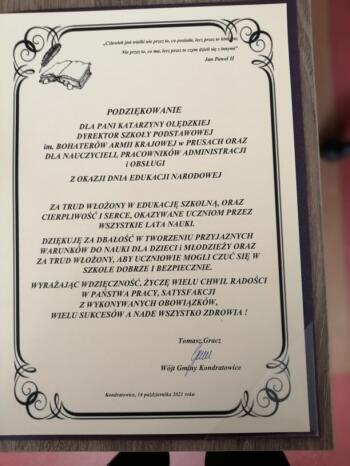 „Człowiek jest wielki nie przez to, co posiada, lecz przez to kim jest;
Nie przez to, co ma, lecz przez to czym dzieli się z innymi"
Jan Paweł II
PODZIĘKOWANIE
DLA PANI KATARZYNY OLĘDZKIEJ
DYREKTOR SZKOŁY PODSTAWOWEJ
im. BOHATERÓW ARMII KRAJOWEJ w PRUSACH ORAZ
DLA NAUCZYCIELI, PRACOWNIKÓW ADMINISTRACJI
i OBSŁUGI
Z OKAZJI DNIA EDUKACJI NARODOWEJ
ZA TRUD WŁOŻONY W EDUKACJĘ SZKOLNĄ, ORAZ
CIERPLIWOŚĆ I SERCE, OKAZYWANE UCZNIOM PRZEZ
WSZYSTKIE LATA NAUKI.
DZIĘKUJĘ ZA DBAŁOŚĆ W TWORZENIU PRZYJAZNYCH
WARUNKÓW DO NAUKI DLA DZIECI I MŁODZIEŻY ORAZ
ZA TRUD WŁOŻONY, ABY UCZNIOWIE MOGLI CZUĆ SIĘ W
SZKOLE DOBRZE I BEZPIECZNIE.
WYRAŻAJĄC WDZIĘCZNOŚĆ, ŻYCZĘ WIELU CHWIL RADOŚCI
W PAŃSTWA PRACY, SATYSFAKCJI
Z WYKONYWANYCH OBOWIĄZKÓW,
WIELU SUKCESÓW A NADE WSZYSTKO ZDROWIA !
Tomasz Gracz
Wójt Gminy Kondratowice
Kondratowice, 14 października 2021 roku